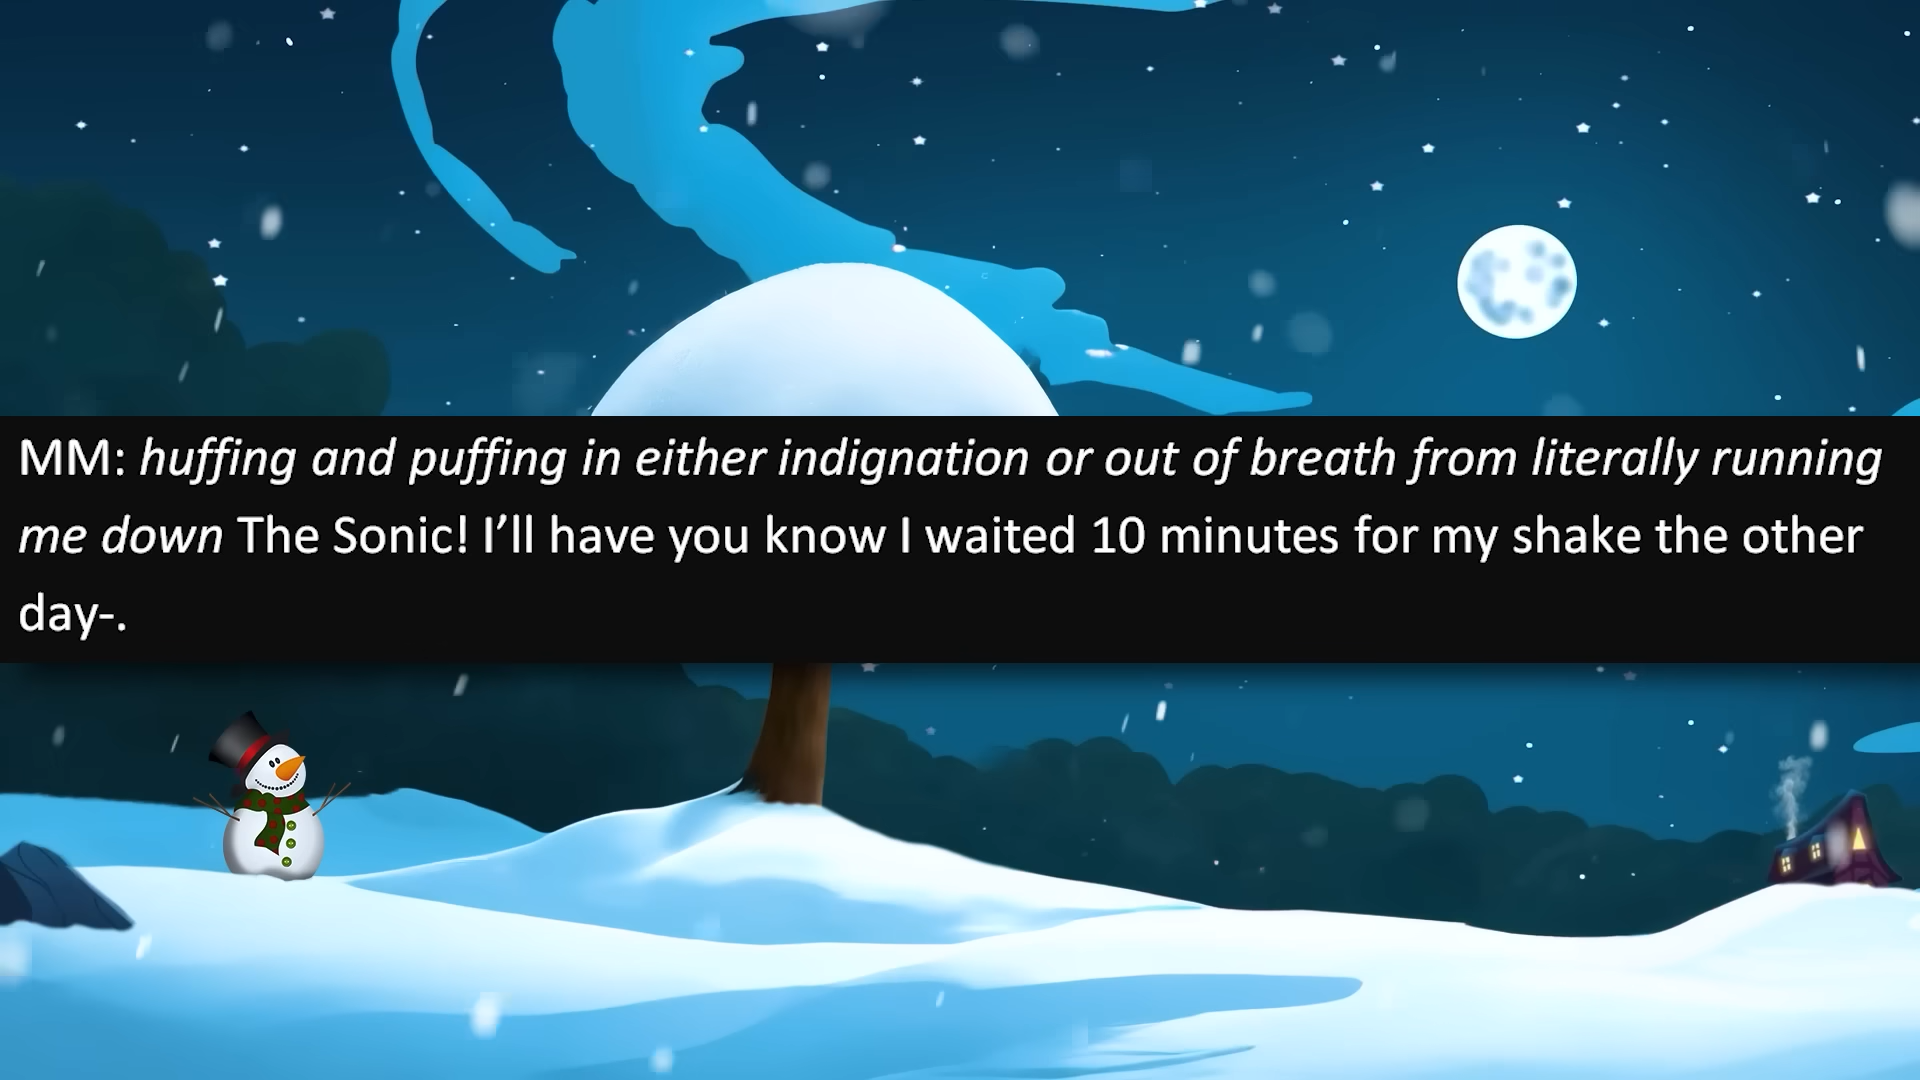 MM: huffing and puffing in either indignation or out of breath from literally running
me down The Sonic! I’ll have you know I waited 10 minutes for my shake the other
day-.